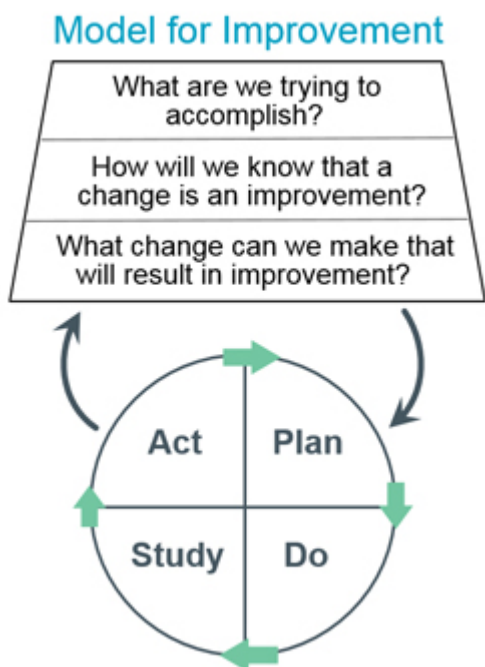 Model for Improvement
What are we trying to
accomplish?
How will we know that a
change is an improvement?
What change can we make that
will result in improvement?
Act
Plan
Study
Do